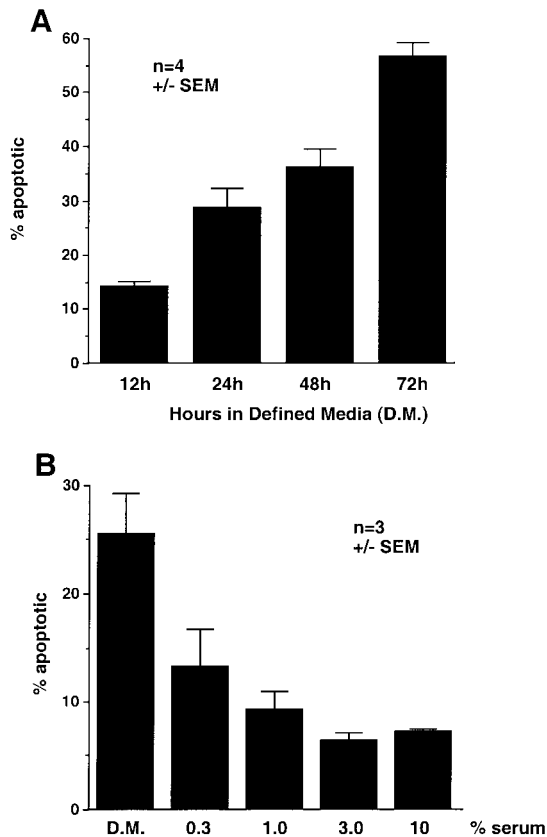 A
60
50
40
30
20
10
0
% apoptotic
n=4
+/- SEM
12h 24h 48h 72h
Hours in Defined Media (D.M.)
B
30
20
10
0
% apoptotic
n=3
+/- SEM
D.M. 0.3 1.0 3.0 10 % serum